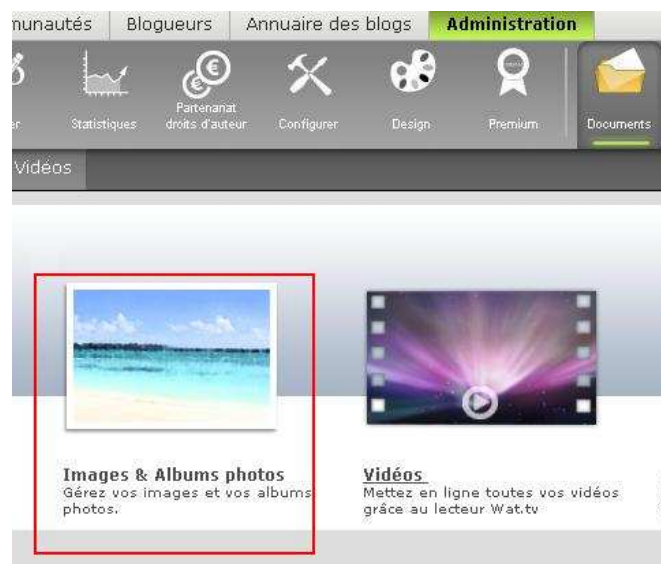 Blogueurs
Annuaire des blogs
Administration
Statistiques
Partenariat
droits d'auteur
Configurer
Design
Premium
Documents
Vidéos
Images & Albums photos
Gérez vos images et vos albums
photos.
Vidéos
Mettez en ligne toutes vos vidéos
grâce au lecteur Wat.tv